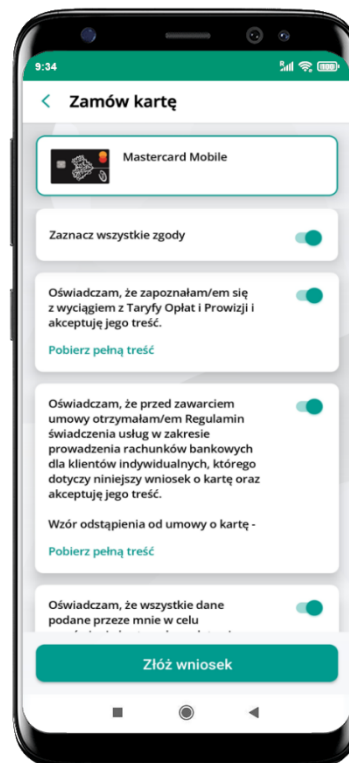 9:34
Zamów kartę
Mastercard Mobile
Zaznacz wszystkie zgody
Oświadczam, że zapoznałam/em się
z wyciągiem z Taryfy Opłat i Prowizji i
akceptuję jego treść.
Pobierz pełną treść
Oświadczam, że przed zawarciem
umowy otrzymałam/em Regulamin
świadczenia usług w zakresie
prowadzenia rachunków bankowych
dla klientów indywidualnych, którego
dotyczy niniejszy wniosek o kartę oraz
akceptuję jego treść.
Wzór odstąpienia od umowy o kartę -
Pobierz pełną treść
Oświadczam, że wszystkie dane
podane przeze mnie w celu
Złóż wniosek